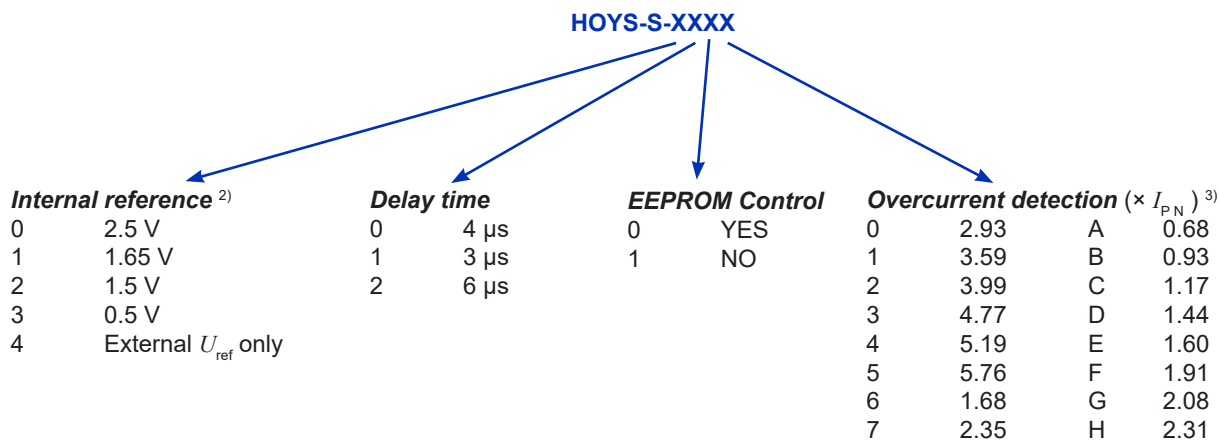 HOYS-S-XXXX
Internal reference 2)
0 2.5 V
1 1.65 V
2 1.5 V
3 0.5 V
4 External Uref only
Delay time
0 4 µs
1 3 µs
2 6 µs
EEPROM Control
0 YES
1 NO
Overcurrent detection (× IPN) 3)
0 2.93 A 0.68
1 3.59 B 0.93
2 3.99 C 1.17
3 4.77 D 1.44
4 5.19 E 1.60
5 5.76 F 1.91
6 1.68 G 2.08
7 2.35 H 2.31